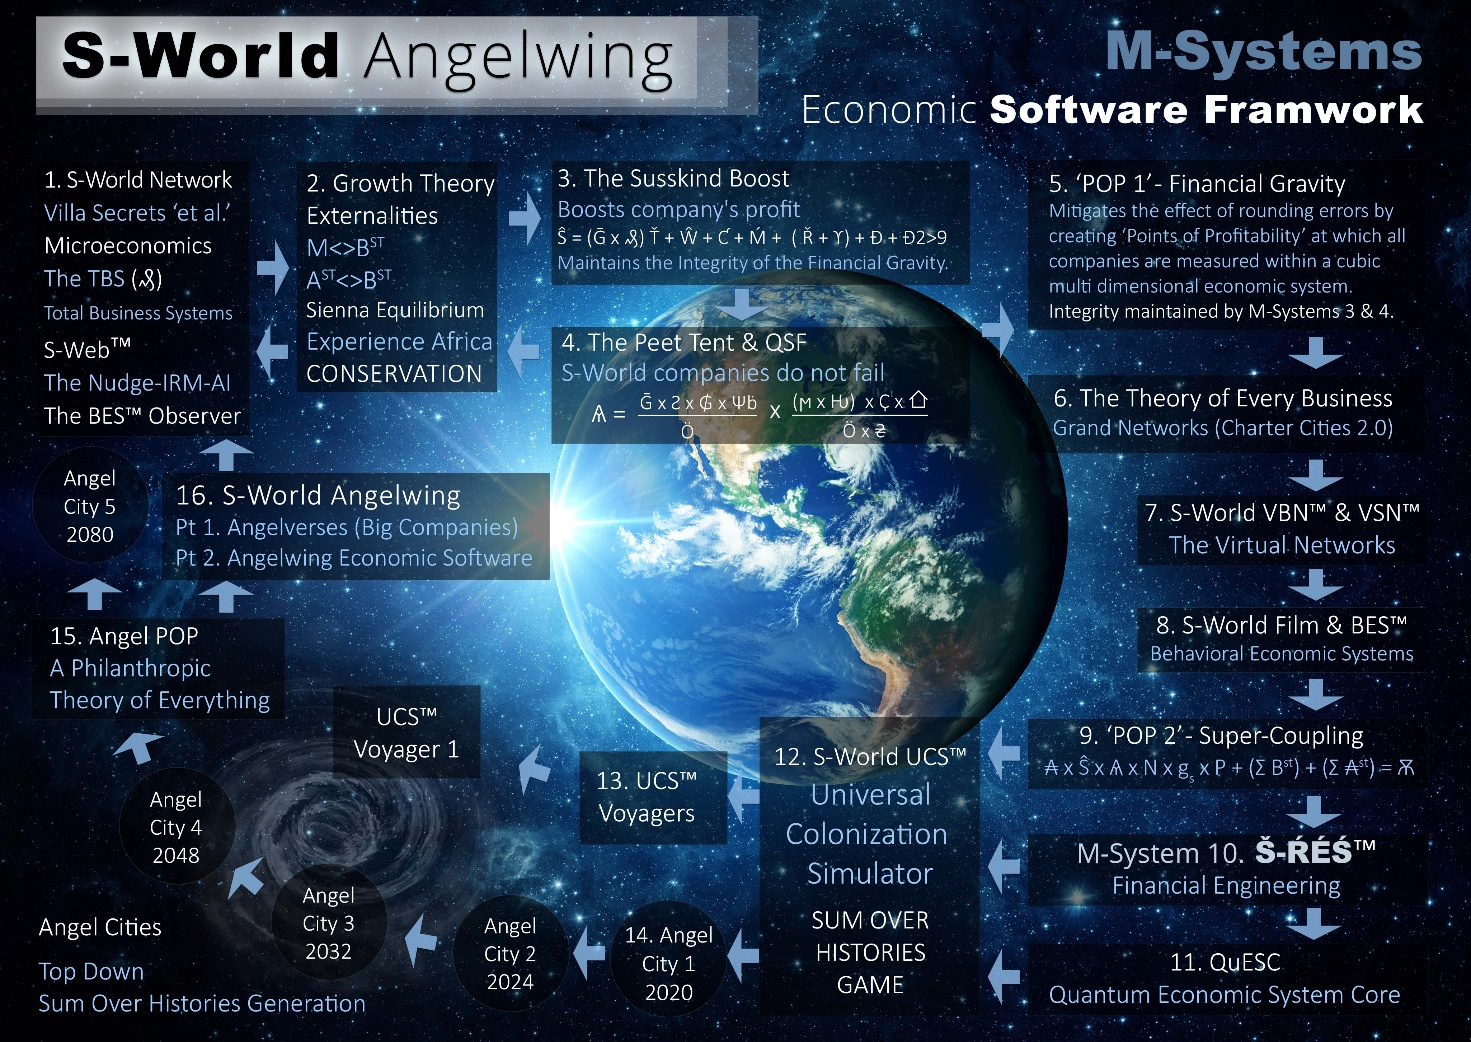 S-World Angelwing
M-Systems
Economic Software Framwork
1. S-World Network
Villa Secrets ‘et al.’
Microeconomics
The TBS
Total Business Systems
S-Web™
The Nudge-IRM-AI
The BES™ Observer
2. Growth Theory
Externalities
M<>Bˢᵀ
Aˢᵀ<>Bˢᵀ
Sienna Equilibrium
Experience Africa
CONSERVATION
3. The Susskind Boost
Boosts company's profit
Maintains the Integrity of the Financial Gravity.
4. The Peet Tent & QSF
S-World companies do not fail
5. ‘POP 1’ - Financial Gravity
Mitigates the effect of rounding errors by
creating ‘Points of Profitability’ at which all
companies are measured within a cubic
multi dimensional economic system.
Integrity maintained by M-Systems 3 & 4.
6. The Theory of Every Business
Grand Networks (Charter Cities 2.0)
7. S-World VBN™ & VSN™
The Virtual Networks
8. S-World Film & BES™
Behavioral Economic Systems
9. ‘POP 2’ - Super-Coupling
M-System 10. Š-ŔÉŚ™
Financial Engineering
11. QuESC
Quantum Economic System Core
12. S-World UCS™
Universal
Colonization
Simulator
SUM OVER
HISTORIES
GAME
13. UCS™
Voyagers
UCS™
Voyager 1
14. Angel
City 1
2020
Angel
City 2
2024
Angel
City 3
2032
Angel
City 4
2048
15. Angel POP
A Philanthropic
Theory of Everything
Angel
City 5
2080
16. S-World Angelwing
Pt 1. Angelverses (Big Companies)
Pt 2. Angelwing Economic Software
Angel Cities
Top Down
Sum Over Histories Generation